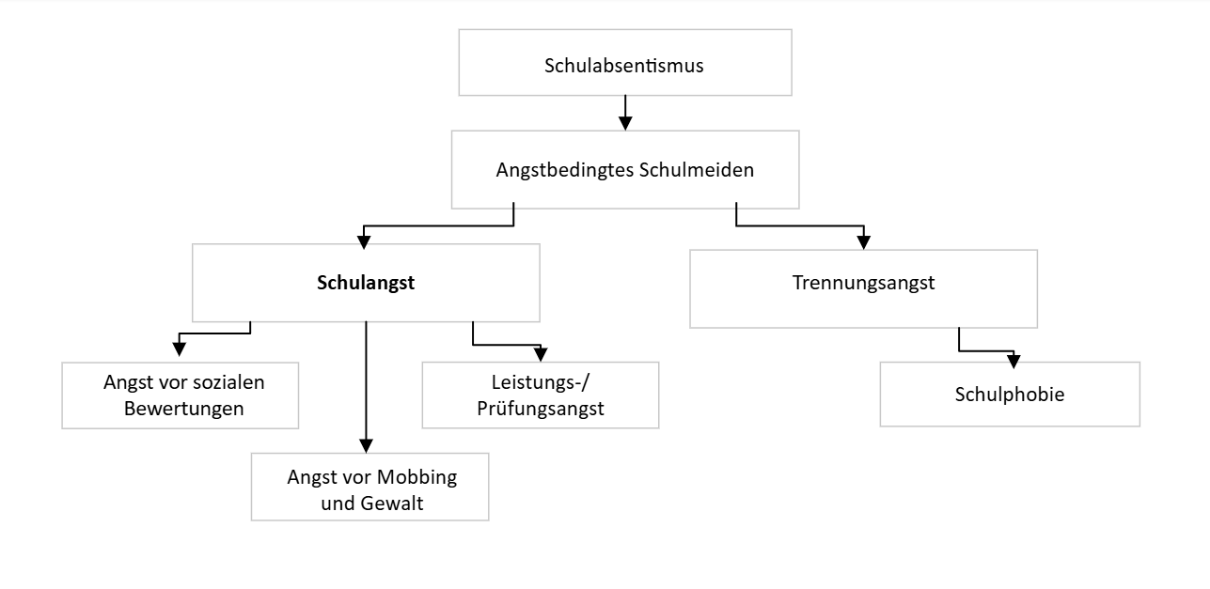 Schulabsentismus
Angstbedingtes Schulmeiden
Schulangst
Trennungsangst
Angst vor sozialen
Bewertungen
Leistungs-/
Prüfungsangst
Schulphobie
Angst vor Mobbing
und Gewalt